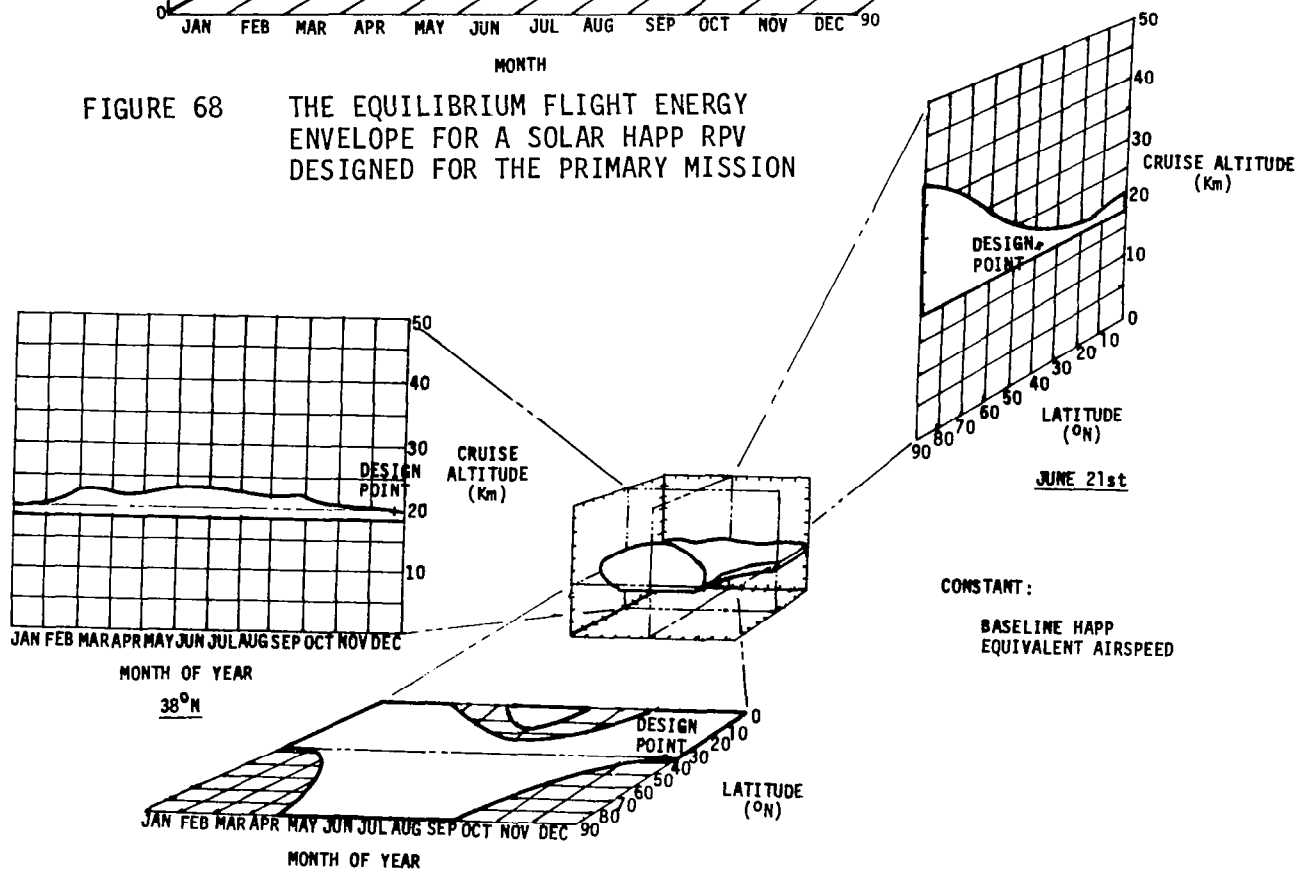 0
JAN FEB MAR APR MAY JUN JUL AUG SEP OCT NOV DEC 90
MONTH
FIGURE 68 THE EQUILIBRIUM FLIGHT ENERGY
ENVELOPE FOR A SOLAR HAPP RPV
DESIGNED FOR THE PRIMARY MISSION
50
40
30
CRUISE ALTITUDE
(Km)
20
10
0
DESIGN
POINT
10
20
30
40
50
60
70
80
90
LATITUDE
(ON)
JUNE 21st
50
40
30
20
10
CRUISE
ALTITUDE
(Km)
DESIGN
POINT
JAN FEB MAR APR MAY JUN JUL AUG SEP OCT NOV DEC
MONTH OF YEAR
38ON
CONSTANT:
BASELINE HAPP
EQUIVALENT AIRSPEED
DESIGN
POINT
0
10
20
30
40
50
60
70
80
90
LATITUDE
(ON)
JAN FEB MAR APR MAY JUN JUL AUG SEP OCT NOV DEC
MONTH OF YEAR